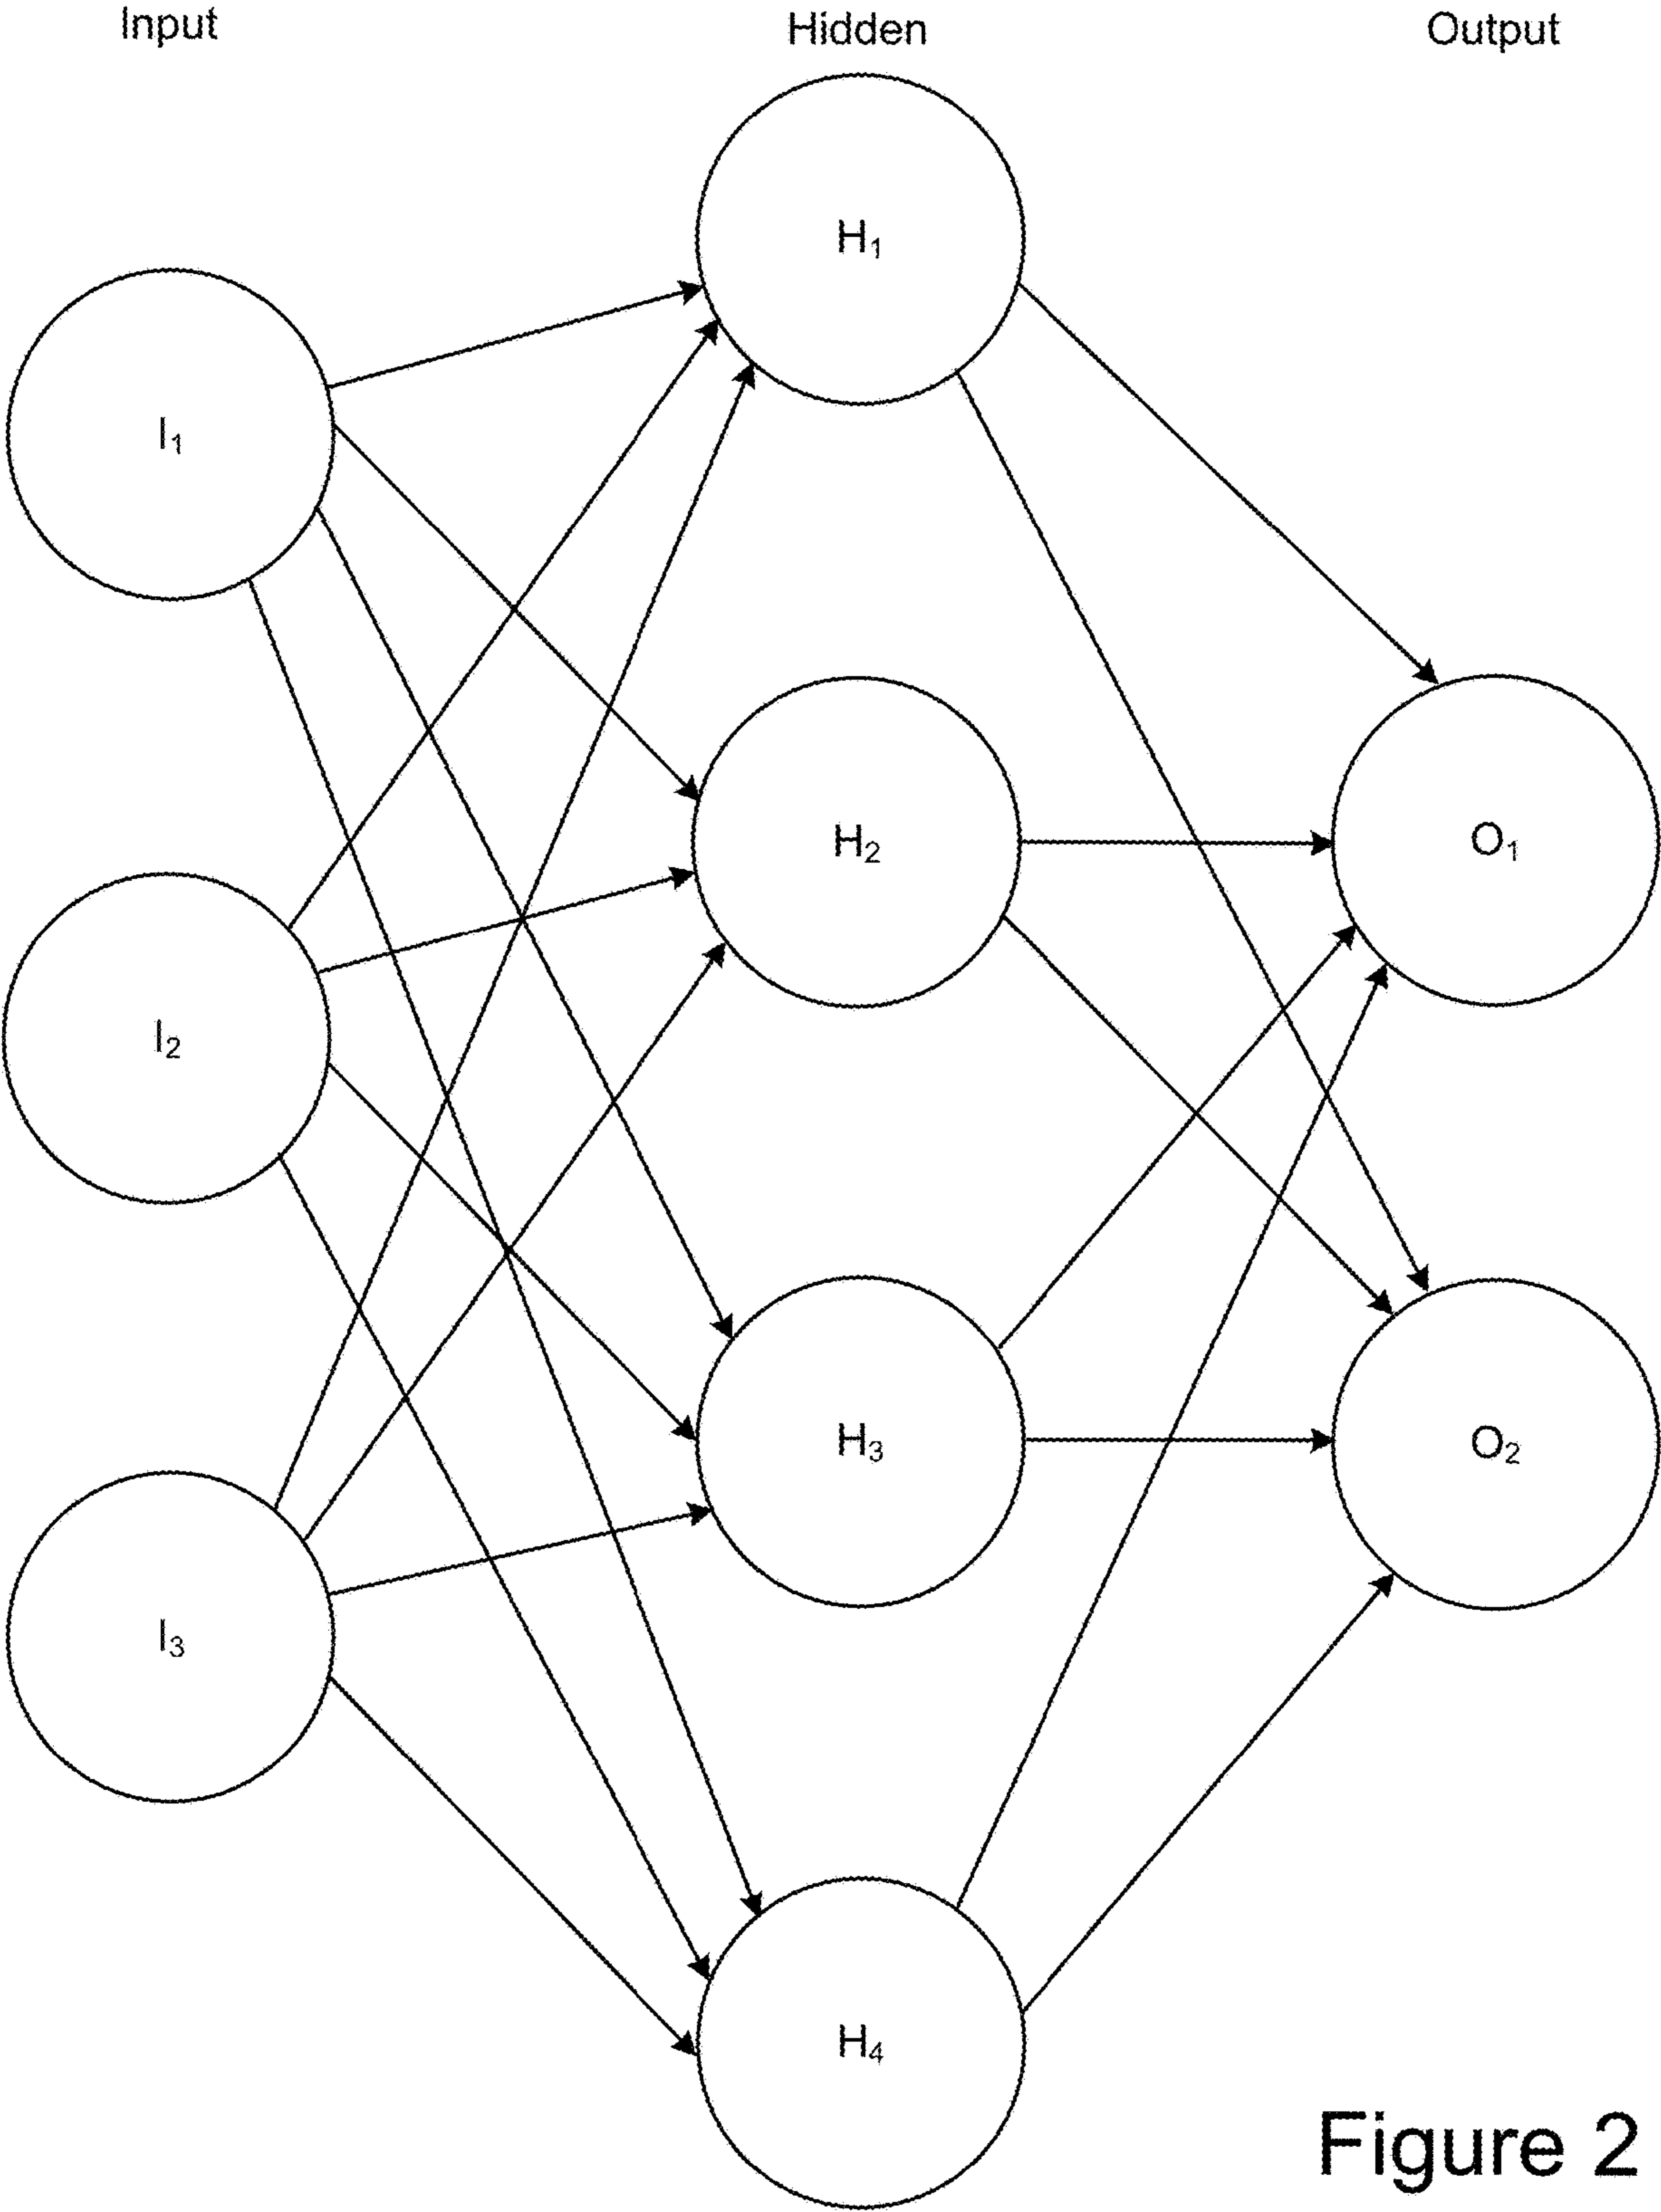 Input Hidden Output
H₁
I₁
H₂ O₁
I₂
H₃ O₂
I₃
H₄
Figure 2